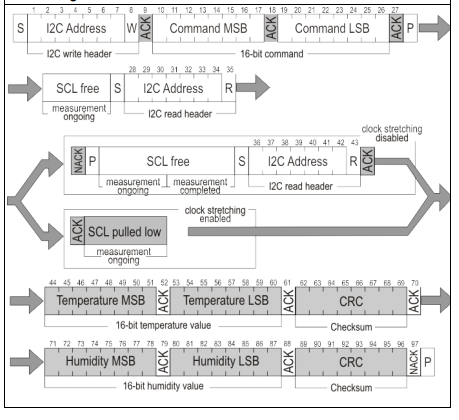 1 2 3 4 5 6 7 8 9 10 11 12 13 14 15 16 17 18 19 20 21 22 23 24 25 26 27
S I2C Address W ACK Command MSB ACK Command LSB ACK P
I2C write header 16-bit command
28 29 30 31 32 33 34 35
SCL free S I2C Address R
measurement ongoing I2C read header
clock stretching disabled
36 37 38 39 40 41 42 43
NACK P SCL free S I2C Address R ACK
measurement ongoing measurement completed I2C read header
clock stretching enabled
ACK SCL pulled low
measurement ongoing
44 45 46 47 48 49 50 51 52 53 54 55 56 57 58 59 60 61 62 63 64 65 66 67 68 69 70
Temperature MSB ACK Temperature LSB ACK CRC ACK
16-bit temperature value Checksum
71 72 73 74 75 76 77 78 79 80 81 82 83 84 85 86 87 88 89 90 91 92 93 94 95 96 97
Humidity MSB ACK Humidity LSB ACK CRC NACK P
16-bit humidity value Checksum